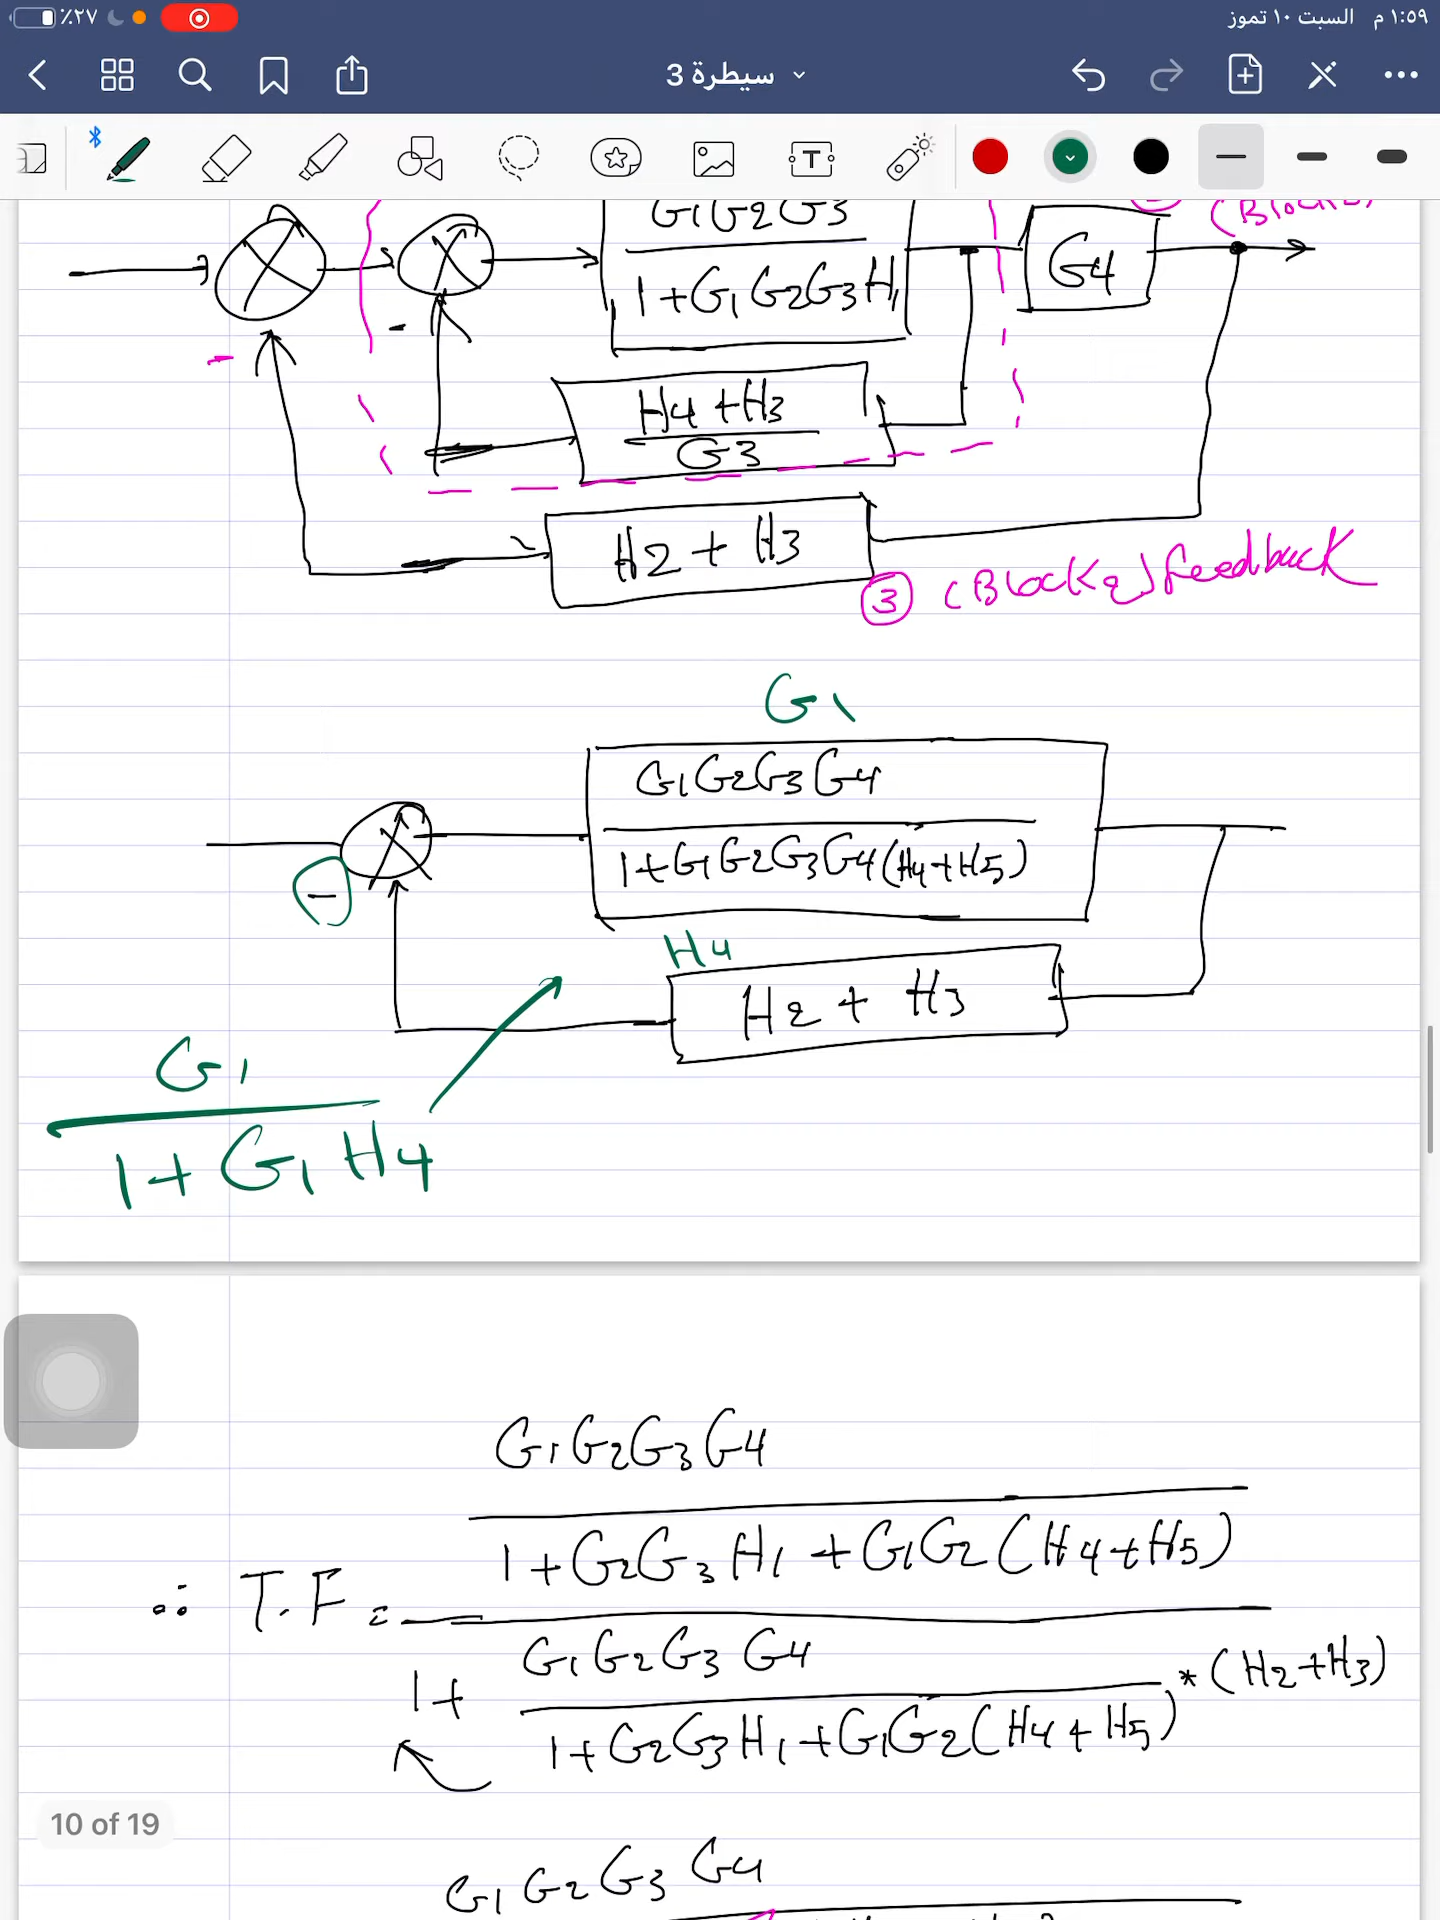 ٪٢٧
١:٥٩ م السبت ١٠ تموز
سيطرة 3
G1G2G3
1+G1G2G3H1
G4
-
-
H4+H3
G3
H2+H3
③ (Block2) feedback
G1
G1G2G3G4
1+G1G2G3G4(H4+H5)
-
H4
H2 + H3
G1
1+G1H4
G1G2G3G4
1+G2G3H1+G1G2(H4+H5)
∴ T.F =
G1G2G3G4
1+
*(H2+H3)
1+G2G3H1+G1G2(H4+H5)
10 of 19
G1G2G3G4